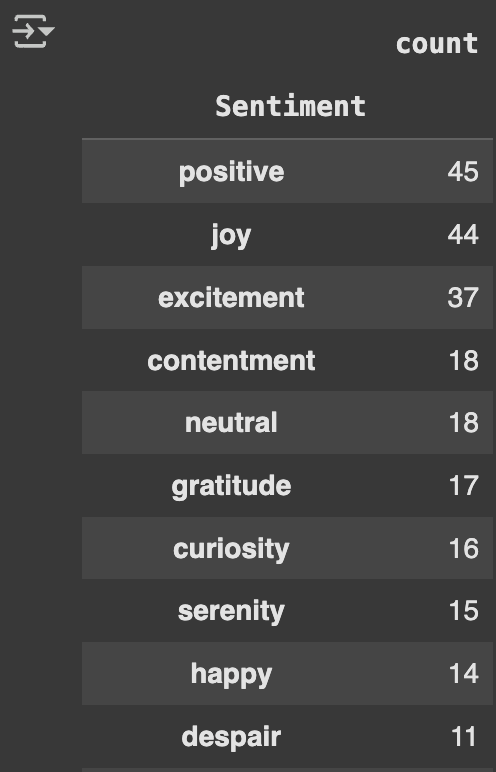 count
Sentiment
positive 45
joy 44
excitement 37
contentment 18
neutral 18
gratitude 17
curiosity 16
serenity 15
happy 14
despair 11